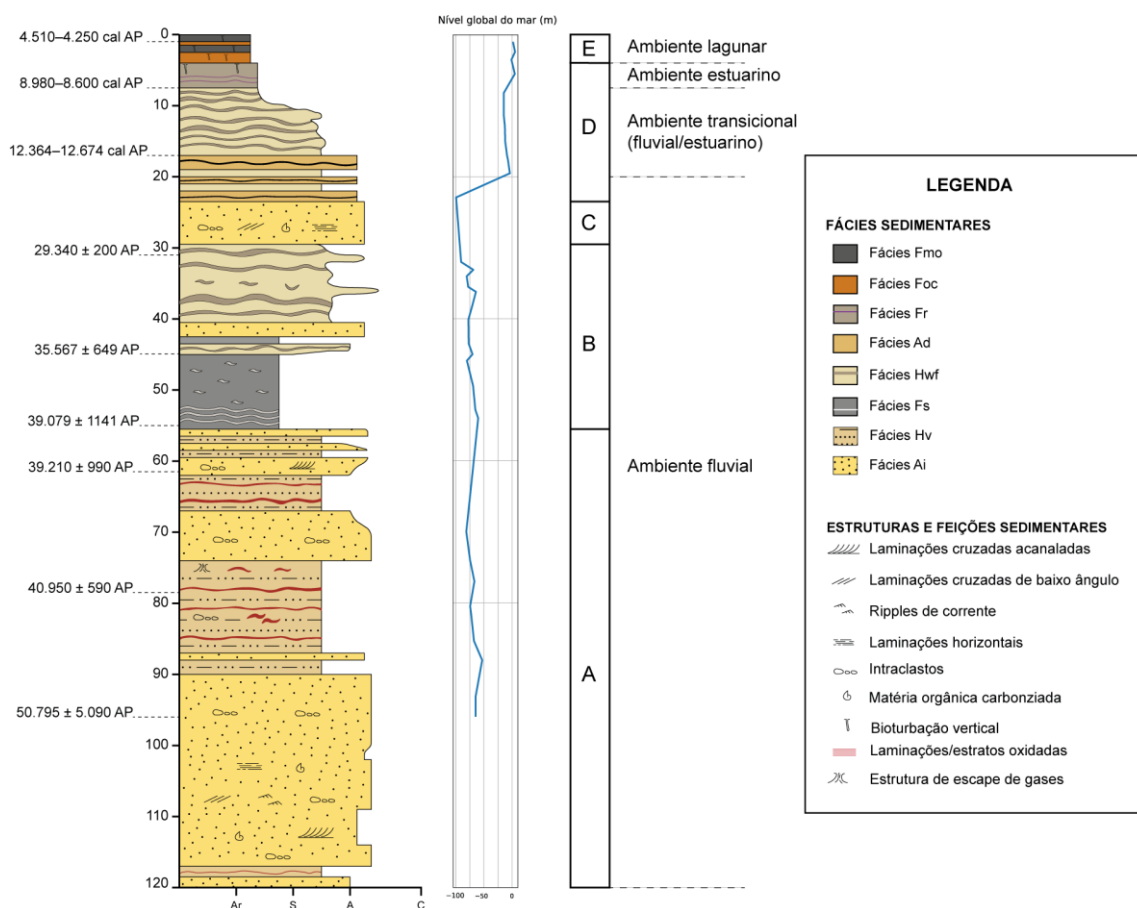 Nível global do mar (m)
0
10
20
30
40
50
60
70
80
90
100
110
120
4.510–4.250 cal AP
8.980–8.600 cal AP
12.364–12.674 cal AP
29.340 ± 200 AP
35.567 ± 649 AP
39.079 ± 1141 AP
39.210 ± 990 AP
40.950 ± 590 AP
50.795 ± 5.090 AP
Ar
S
A
C
-100
-50
0
E
D
C
B
A
Ambiente lagunar
Ambiente estuarino
Ambiente transicional
(fluvial/estuarino)
Ambiente fluvial
LEGENDA
FÁCIES SEDIMENTARES
Fácies Fmo
Fácies Foc
Fácies Fr
Fácies Ad
Fácies Hwf
Fácies Fs
Fácies Hv
Fácies Ai
ESTRUTURAS E FEIÇÕES SEDIMENTARES
Laminações cruzadas acanaladas
Laminações cruzadas de baixo ângulo
Ripples de corrente
Laminações horizontais
Intraclastos
Matéria orgânica carbonziada
Bioturbação vertical
Laminações/estratos oxidadas
Estrutura de escape de gases